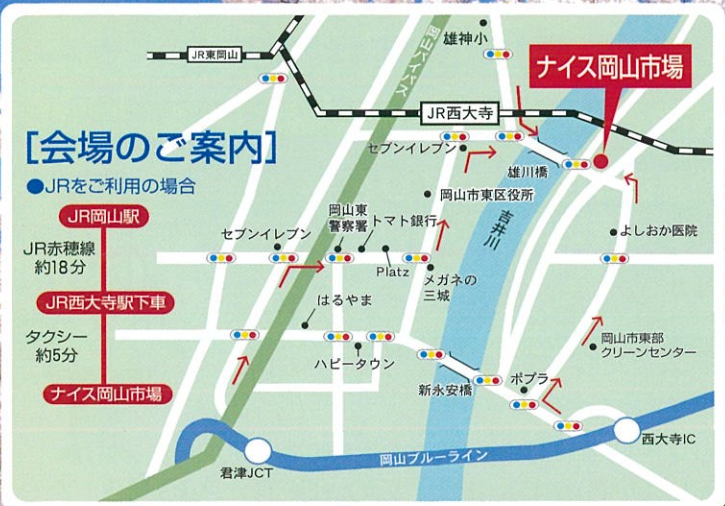 雄神小
JR東岡山
岡山バイパス
ナイス岡山市場
JR西大寺
[会場のご案内]
セブンイレブン
雄川橋
●JRをご利用の場合
岡山市東区役所
JR岡山駅
岡山東
警察署
トマト銀行
吉井川
よしおか医院
セブンイレブン
JR赤穂線
約18分
Platz
メガネの
三城
JR西大寺駅下車
はるやま
タクシー
約5分
ハピータウン
岡山市東部
クリーンセンター
新永安橋
ポプラ
ナイス岡山市場
西大寺IC
岡山ブルーライン
君津JCT